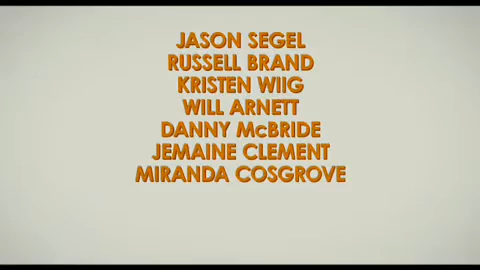 JASON SEGEL
RUSSELL BRAND
KRISTEN WIIG
WILL ARNETT
DANNY McBRIDE
JEMAINE CLEMENT
MIRANDA COSGROVE